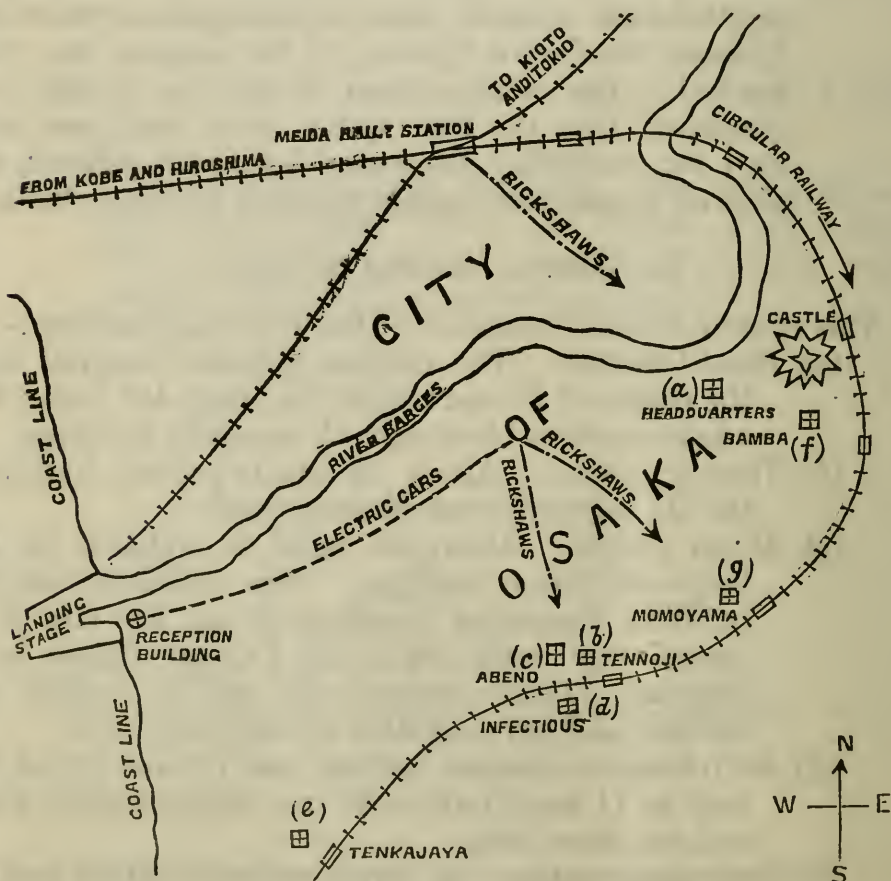 TO KIOTO
ANDITOKIO
MEIDA RAILY STATION
FROM KOBE AND HIROSHIMA
CIRCULAR RAILWAY
RICKSHAWS
CITY
CASTLE
(a)
HEADQUARTERS
BAMBA
(f)
COAST LINE
RIVER BARGES
OF
RICKSHAWS
RICKSHAWS
ELECTRIC CARS
OSAKA
(g)
MOMOYAMA
LANDING
STAGE
RECEPTION
BUILDING
(c)
(b)
TENNOJI
ABENO
(d)
INFECTIOUS
COAST LINE
(e)
TENKAJAYA
N
W
E
S